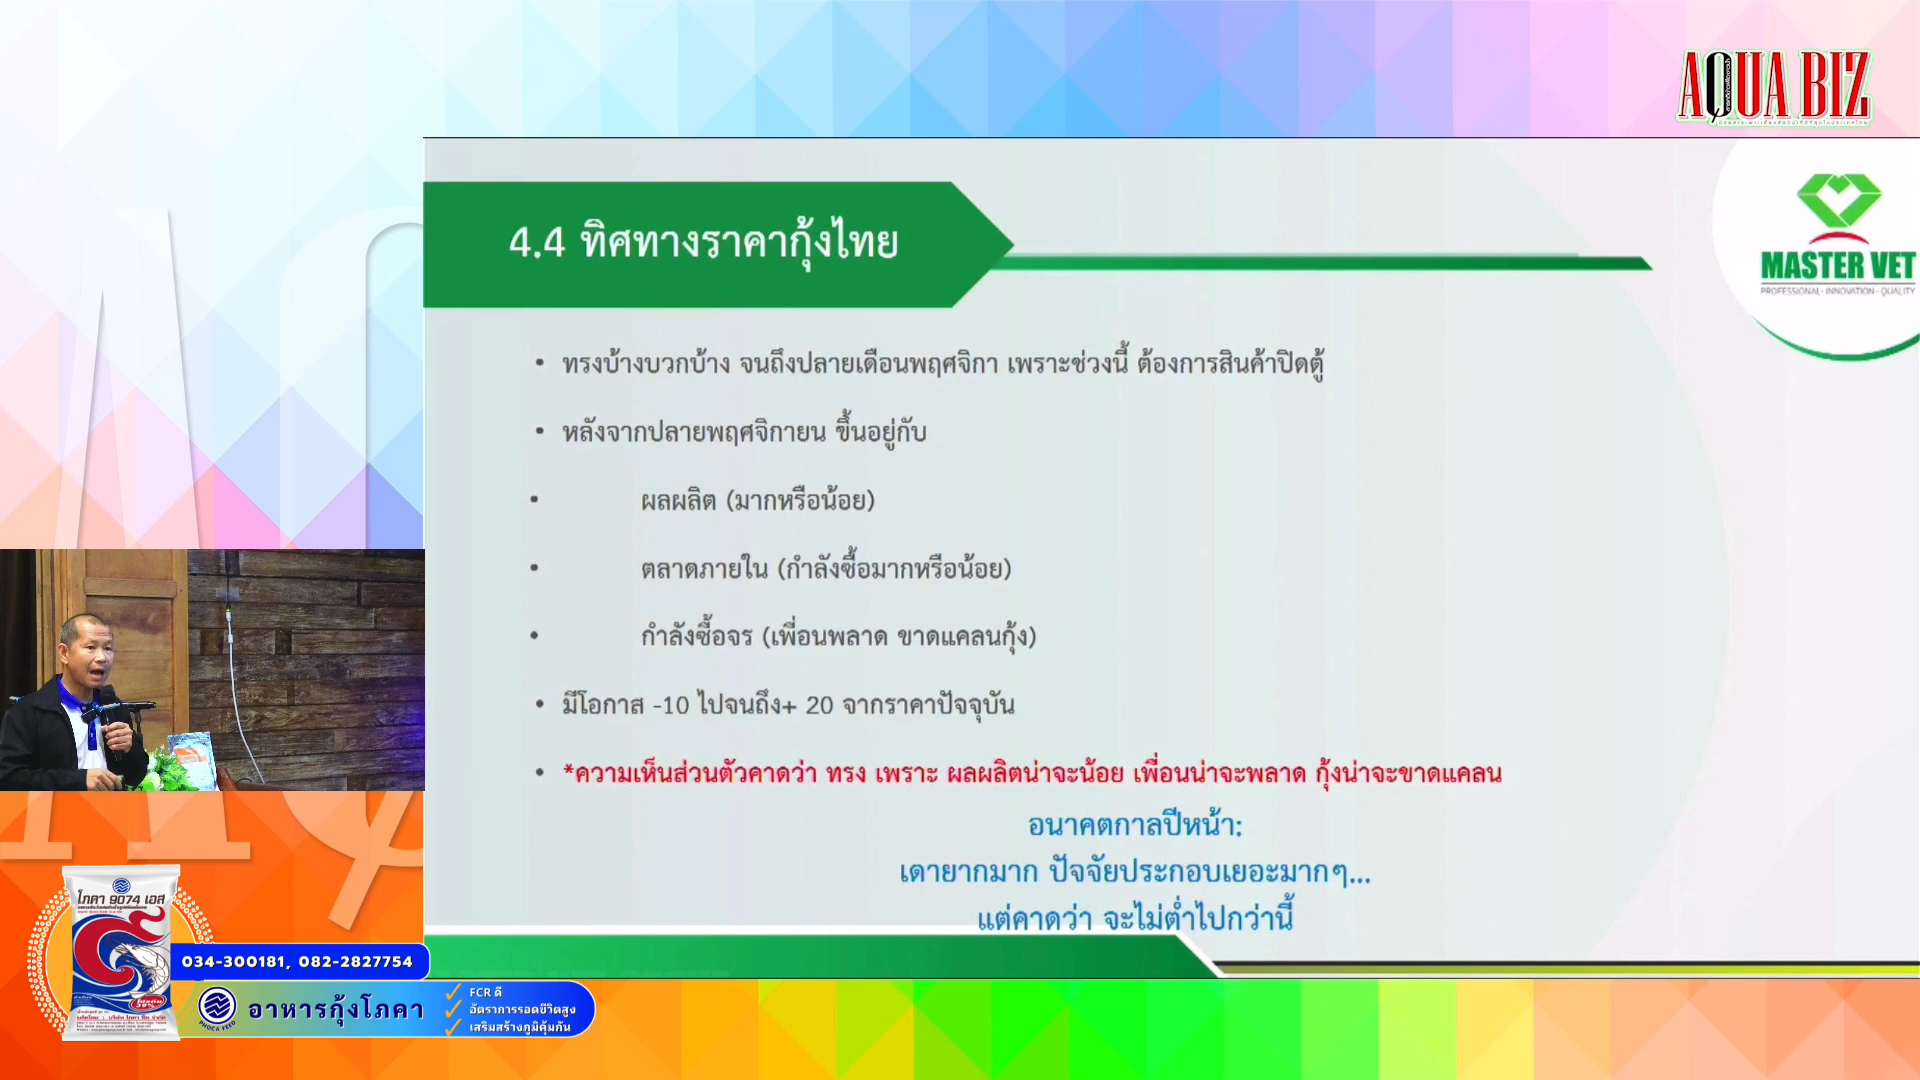 AQUA BIZ
4.4 ทิศทางราคากุ้งไทย
MASTER VET
PROFESSIONAL · INNOVATION · QUALITY
• ทรงบ้างบวกบ้าง จนถึงปลายเดือนพฤศจิกา เพราะช่วงนี้ ต้องการสินค้าปิดตู้
• หลังจากปลายพฤศจิกายน ขึ้นอยู่กับ
• ผลผลิต (มากหรือน้อย)
• ตลาดภายใน (กำลังซื้อมากหรือน้อย)
• กำลังซื้อจร (เพื่อนพลาด ขาดแคลนกุ้ง)
• มีโอกาส -10 ไปจนถึง+ 20 จากราคาปัจจุบัน
• *ความเห็นส่วนตัวคาดว่า ทรง เพราะ ผลผลิตน่าจะน้อย เพื่อนน่าจะพลาด กุ้งน่าจะขาดแคลน
อนาคตกาลปีหน้า:
เดายากมาก ปัจจัยประกอบเยอะมากๆ...
แต่คาดว่า จะไม่ต่ำไปกว่านี้
โภคา 9074 เอส
034-300181, 082-2827754
PHOCA FEED
อาหารกุ้งโภคา
✓ FCR ดี
✓ อัตราการรอดชีวิตสูง
✓ เสริมสร้างภูมิคุ้มกัน